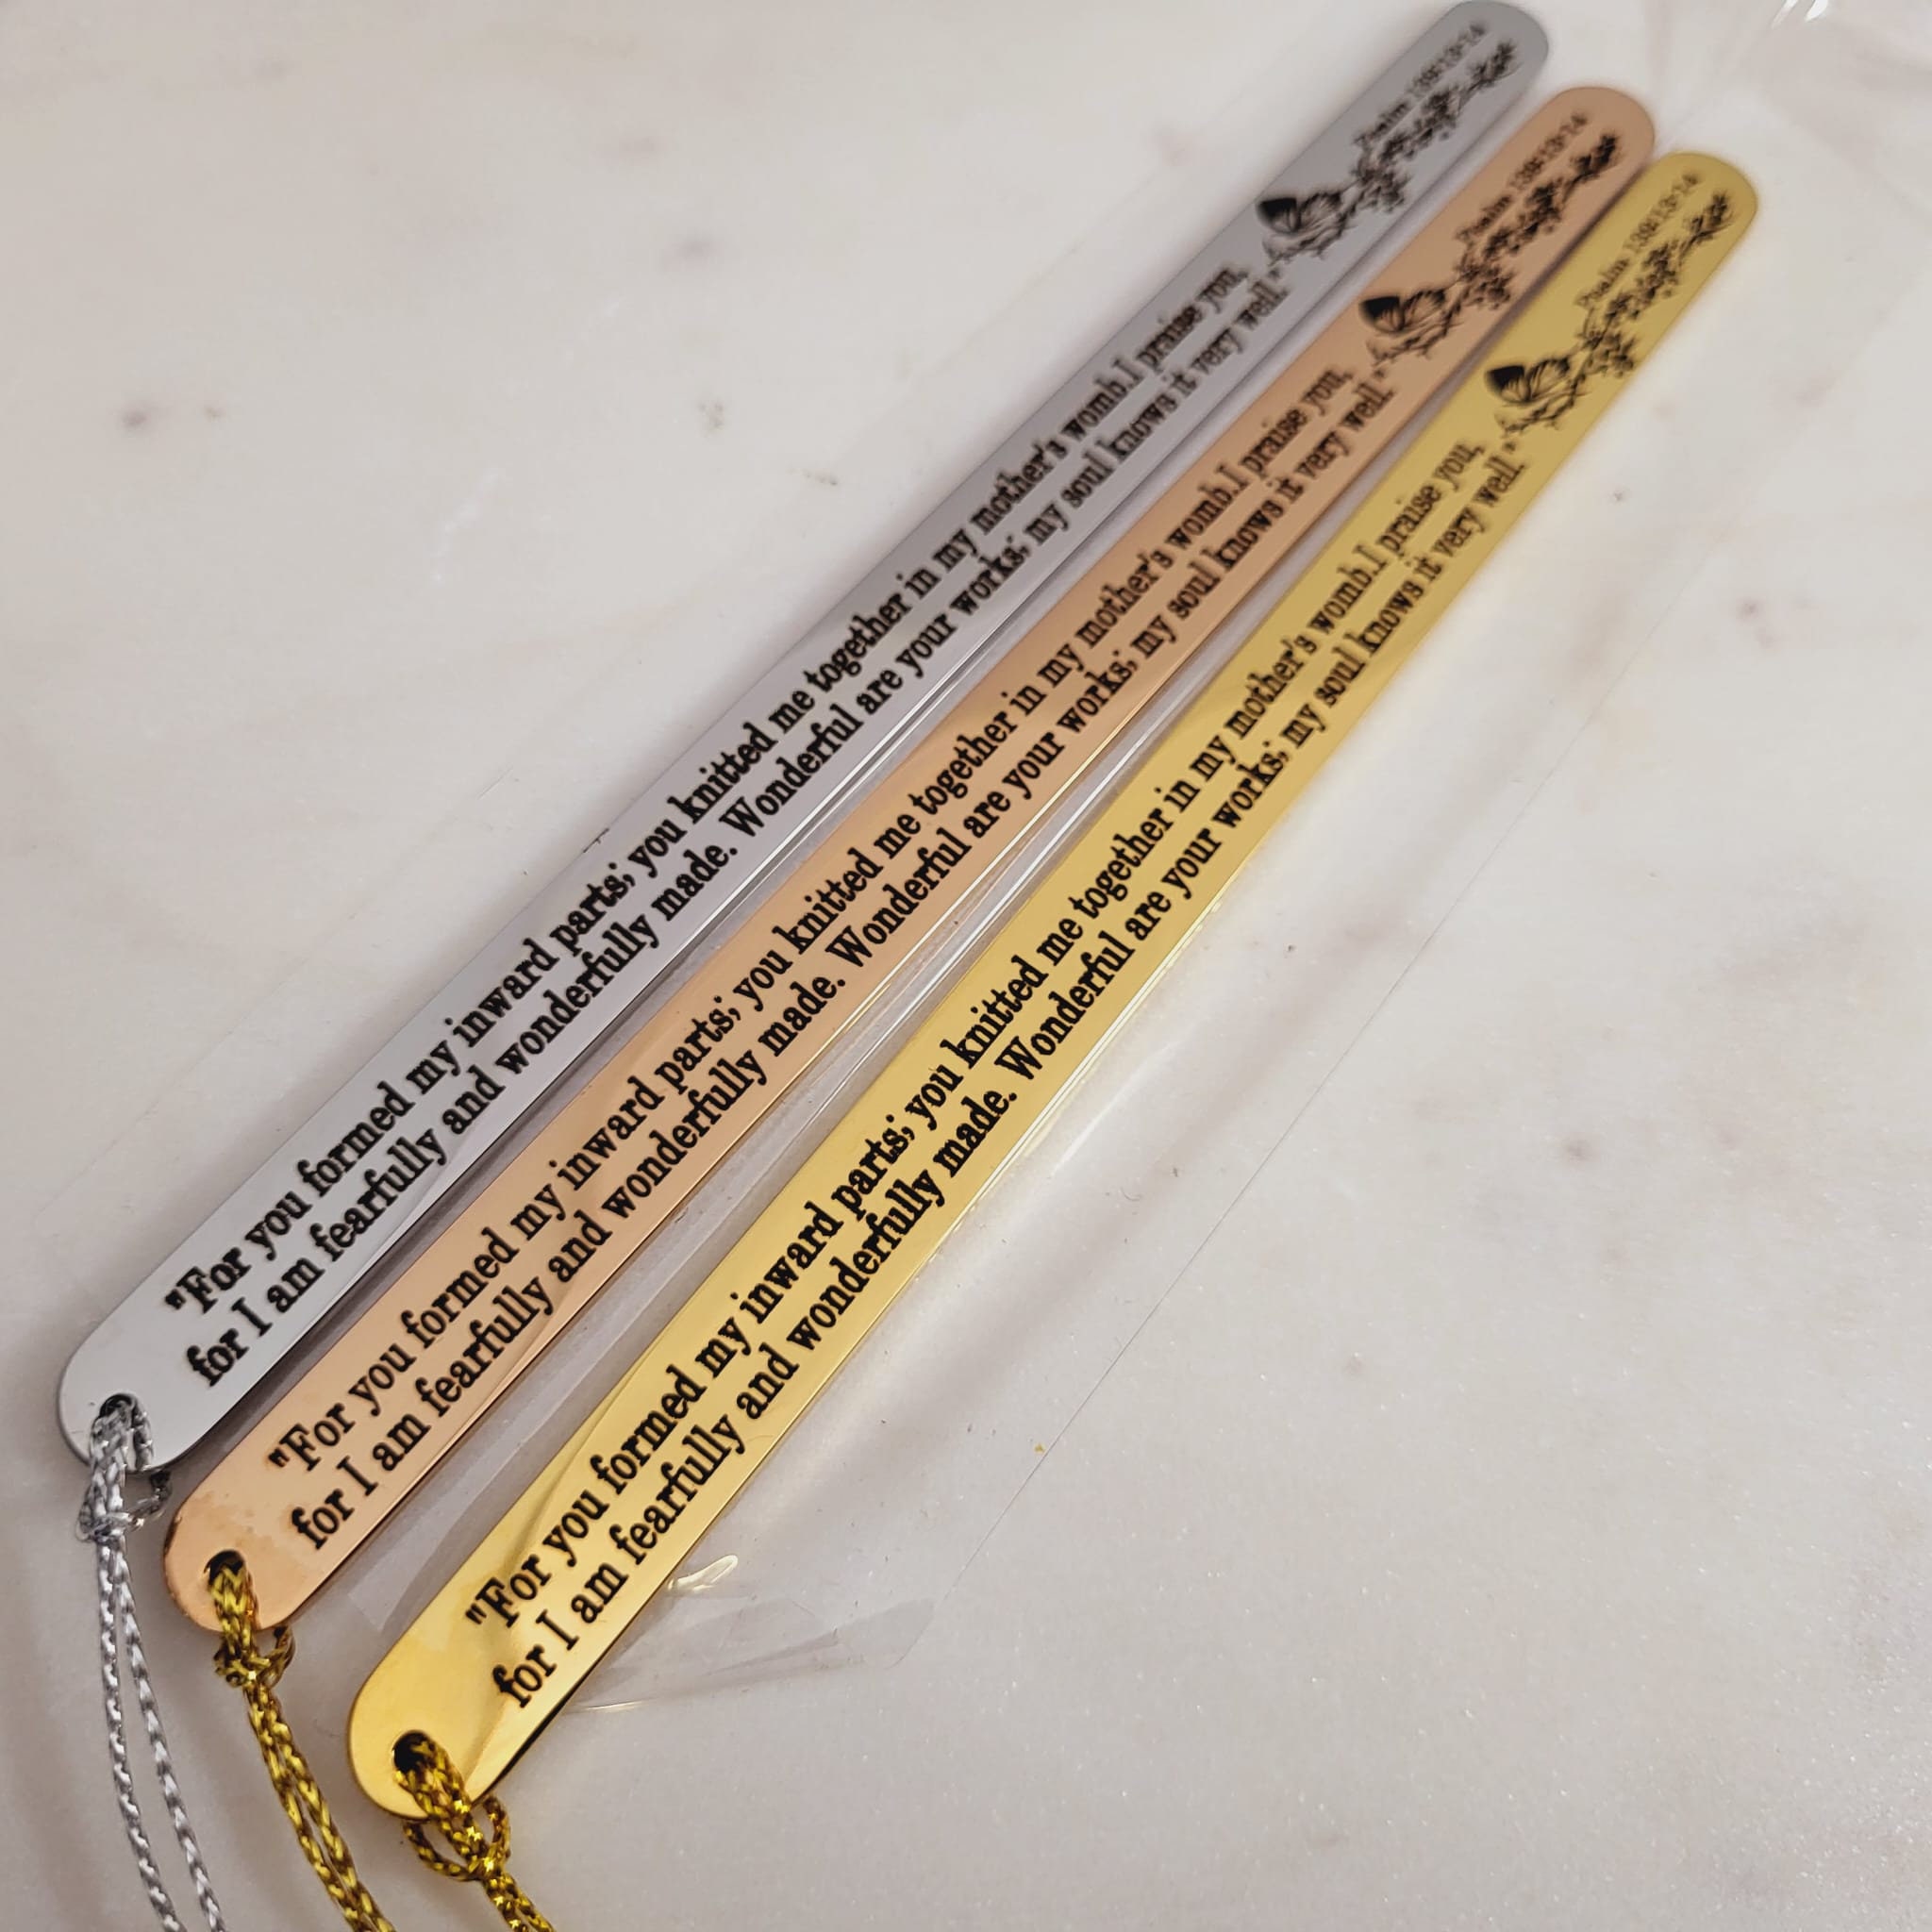 "For you formed my inward parts; you knitted me together in my mother's womb.I praise you,
for I am fearfully and wonderfully made. Wonderful are your works; my soul knows it very well."
Psalm 139:13-14
"For you formed my inward parts; you knitted me together in my mother's womb.I praise you,
for I am fearfully and wonderfully made. Wonderful are your works; my soul knows it very well."
Psalm 139:13-14
"For you formed my inward parts; you knitted me together in my mother's womb.I praise you,
for I am fearfully and wonderfully made. Wonderful are your works; my soul knows it very well."
Psalm 139:13-14